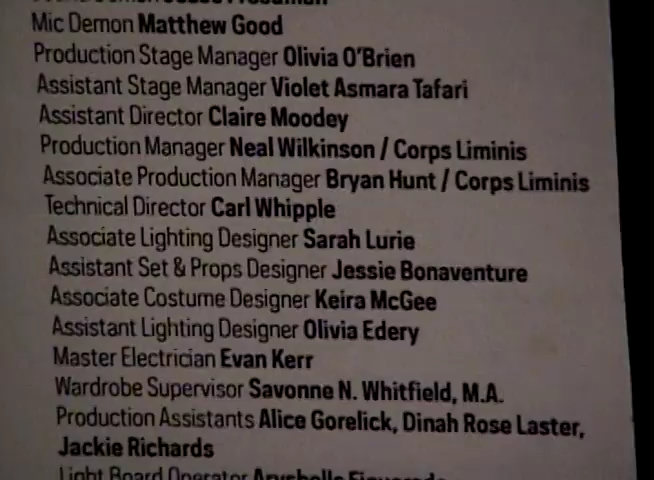 Mic Demon Matthew Good
Production Stage Manager Olivia O'Brien
Assistant Stage Manager Violet Asmara Tafari
Assistant Director Claire Moodey
Production Manager Neal Wilkinson / Corps Liminis
Associate Production Manager Bryan Hunt / Corps Liminis
Technical Director Carl Whipple
Associate Lighting Designer Sarah Lurie
Assistant Set & Props Designer Jessie Bonaventure
Associate Costume Designer Keira McGee
Assistant Lighting Designer Olivia Edery
Master Electrician Evan Kerr
Wardrobe Supervisor Savonne N. Whitfield, M.A.
Production Assistants Alice Gorelick, Dinah Rose Laster,
Jackie Richards
Light Board Operator